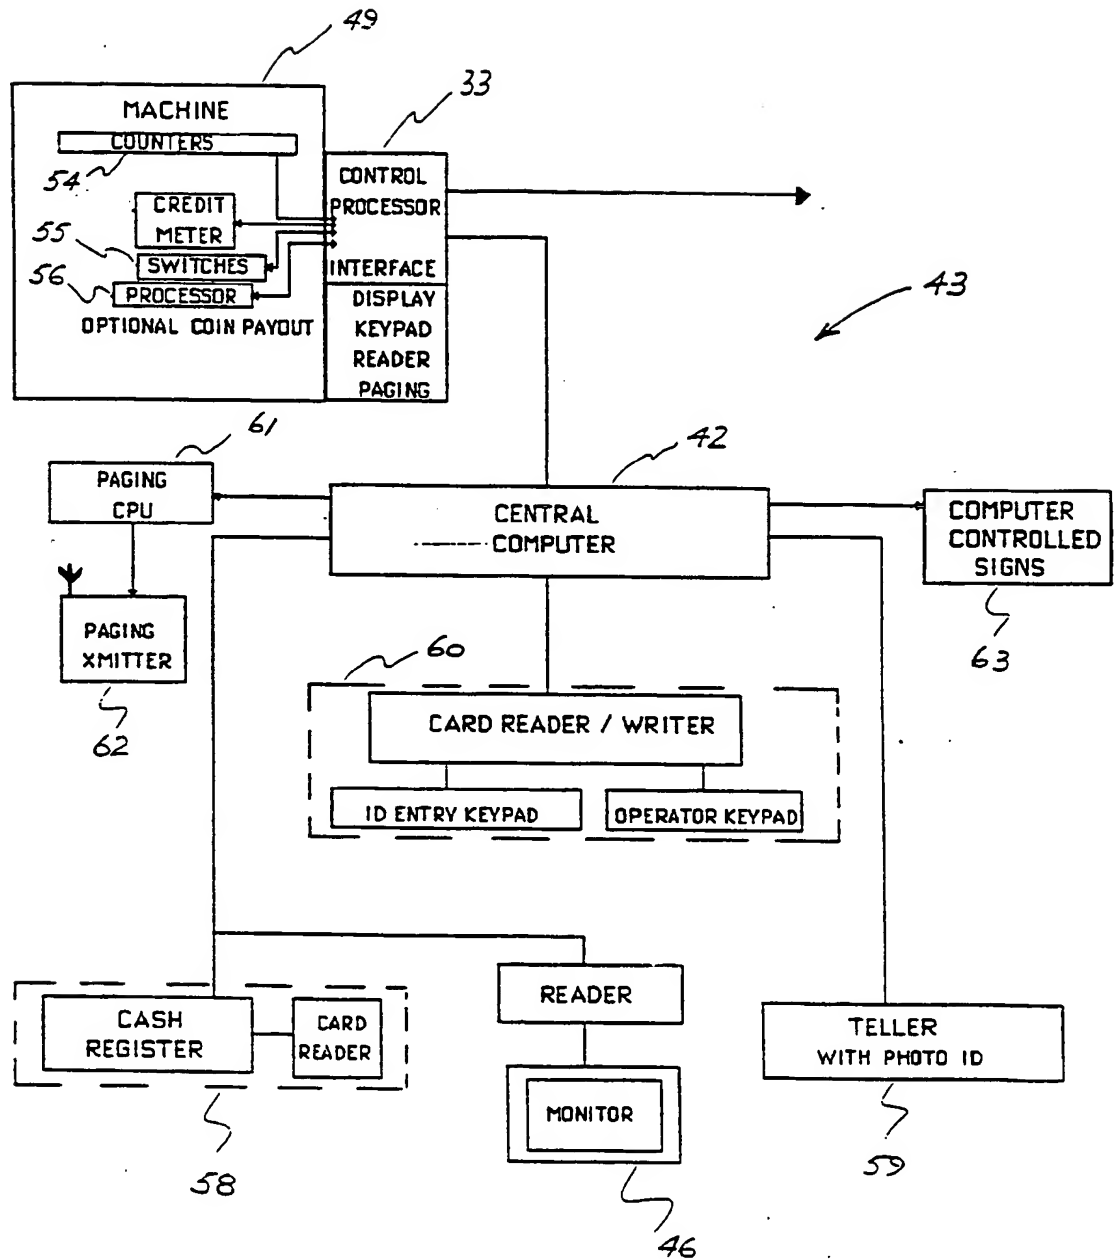 49
MACHINE
COUNTERS
54
33
CONTROL
PROCESSOR
INTERFACE
CREDIT
METER
55
SWITCHES
56
PROCESSOR
OPTIONAL COIN PAYOUT
DISPLAY
KEYPAD
READER
PAGING
43
61
PAGING
CPU
42
CENTRAL
COMPUTER
COMPUTER
CONTROLLED
SIGNS
63
PAGING
XMITTER
62
60
CARD READER / WRITER
ID ENTRY KEYPAD
OPERATOR KEYPAD
CASH
REGISTER
CARD
READER
58
READER
MONITOR
46
TELLER
WITH PHOTO ID
59